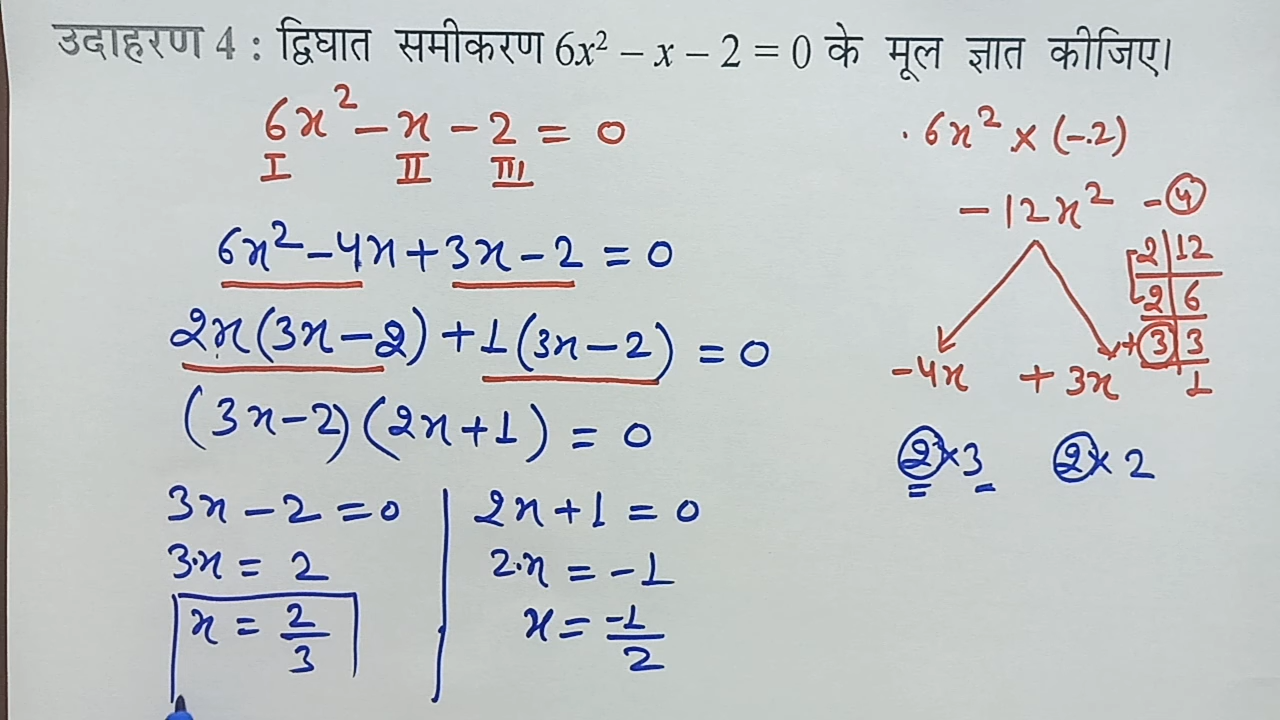 उदाहरण 4 : द्विघात समीकरण 6x² – x – 2 = 0 के मूल ज्ञात कीजिए।
6x² – x – 2 = 0
I II III
6x² – 4x + 3x – 2 = 0
2x(3x – 2) + 1(3x – 2) = 0
(3x – 2)(2x + 1) = 0
3x – 2 = 0
3·x = 2
x = 2/3
2x + 1 = 0
2·x = –1
x = -1/2
6x² × (–2)
– 12x² – 4
2 | 12
2 | 6
+ 3 | 3
1
– 4x + 3x
2×3 2×2